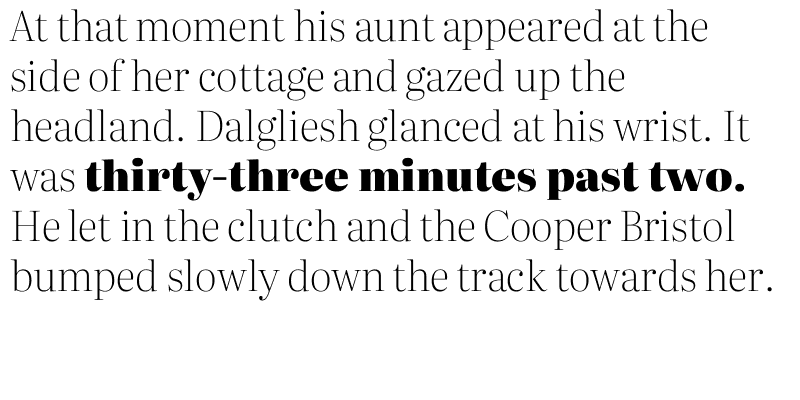 At that moment his aunt appeared at the
side of her cottage and gazed up the
headland. Dalgliesh glanced at his wrist. It
was thirty-three minutes past two.
He let in the clutch and the Cooper Bristol
bumped slowly down the track towards her.